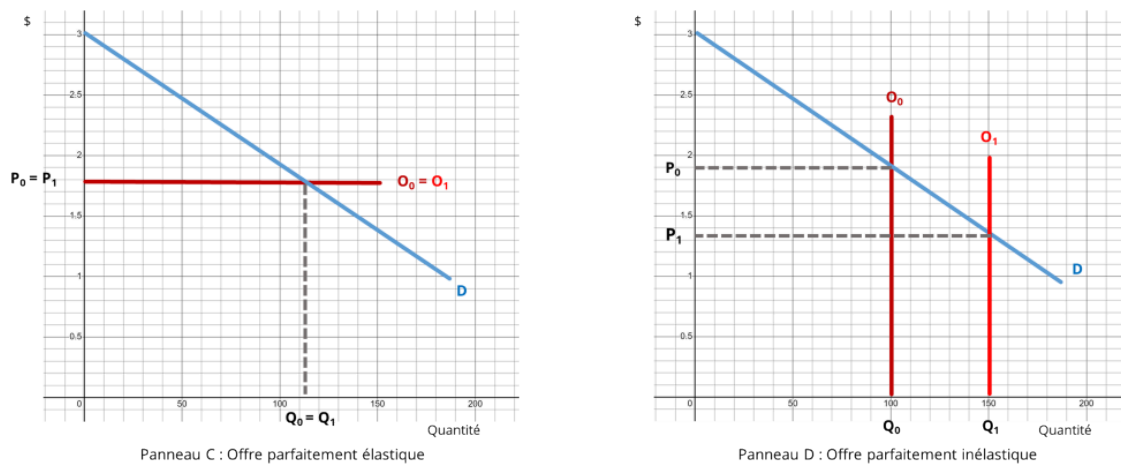 $
3
2.5
2
P₀ = P₁
O₀ = O₁
1.5
1
D
0.5
0
50
100
150
200
Q₀ = Q₁
Quantité
Panneau C : Offre parfaitement élastique
$
3
2.5
O₀
O₁
2
P₀
1.5
P₁
D
1
0.5
0
50
100
150
200
Q₀
Q₁
Quantité
Panneau D : Offre parfaitement inélastique